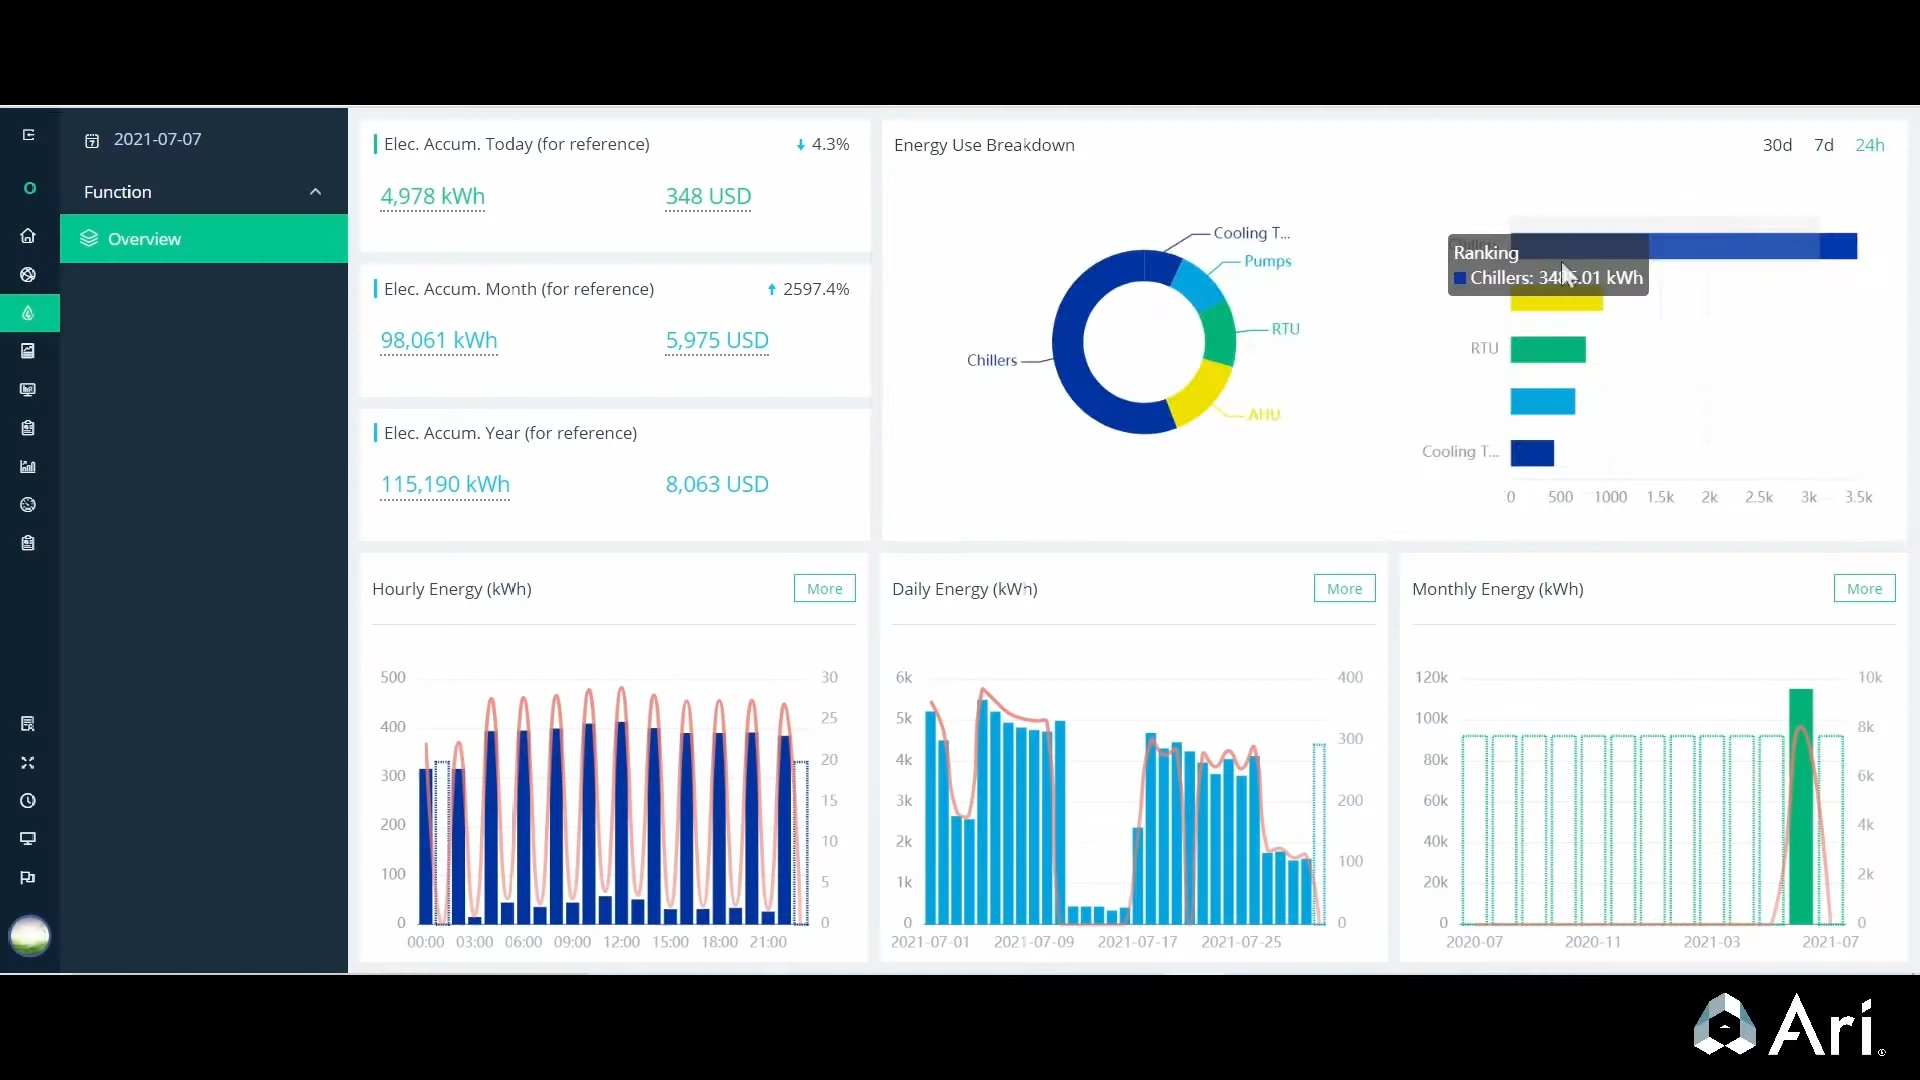 2021-07-07
Function
Overview
Elec. Accum. Today (for reference)
4.3%
4,978 kWh
348 USD
Elec. Accum. Month (for reference)
2597.4%
98,061 kWh
5,975 USD
Elec. Accum. Year (for reference)
115,190 kWh
8,063 USD
Energy Use Breakdown
30d 7d 24h
Cooling T...
Pumps
RTU
Chillers
AHU
Ranking
Chillers: .01 kWh
RTU
Cooling T...
0 500 1000 1.5k 2k 2.5k 3k 3.5k
Hourly Energy (kWh)
More
500
400
300
200
100
0
30
25
20
15
10
5
0
00:00 03:00 06:00 09:00 12:00 15:00 18:00 21:00
Daily Energy (kWh)
More
6k
5k
4k
3k
2k
1k
0
400
300
200
100
0
2021-07-01 2021-07-09 2021-07-17 2021-07-25
Monthly Energy (kWh)
More
120k
100k
80k
60k
40k
20k
0
10k
8k
6k
4k
2k
0
2020-07 2020-11 2021-03 2021-07
Ari